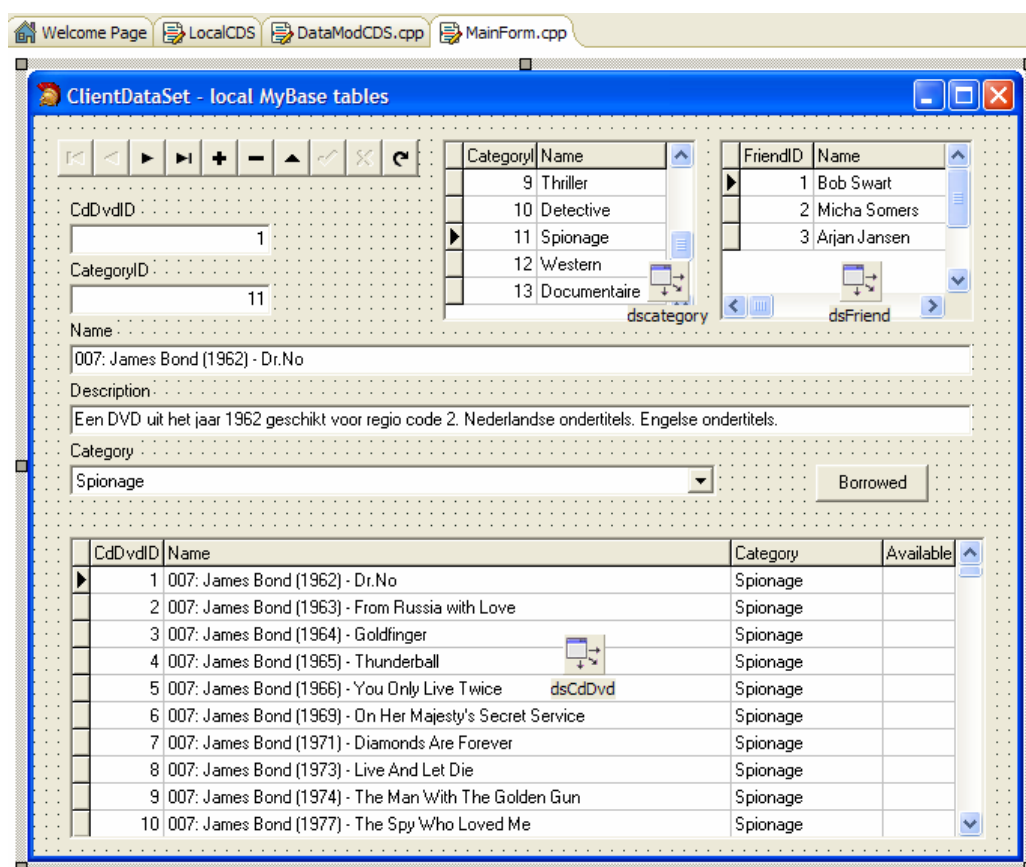 Welcome Page LocalCDS DataModCDS.cpp MainForm.cpp
ClientDataSet - local MyBase tables
CategoryI Name
9 Thriller
10 Detective
11 Spionage
12 Western
13 Documentaire
dscategory
FriendID Name
1 Bob Swart
2 Micha Somers
3 Arjan Jansen
dsFriend
CdDvdID
1
CategoryID
11
Name
007: James Bond (1962) - Dr.No
Description
Een DVD uit het jaar 1962 geschikt voor regio code 2. Nederlandse ondertitels. Engelse ondertitels.
Category
Spionage
Borrowed
CdDvdID Name Category Available
1 007: James Bond (1962) - Dr.No Spionage
2 007: James Bond (1963) - From Russia with Love Spionage
3 007: James Bond (1964) - Goldfinger Spionage
4 007: James Bond (1965) - Thunderball Spionage
5 007: James Bond (1966) - You Only Live Twice Spionage
dsCdDvd
6 007: James Bond (1969) - On Her Majesty's Secret Service Spionage
7 007: James Bond (1971) - Diamonds Are Forever Spionage
8 007: James Bond (1973) - Live And Let Die Spionage
9 007: James Bond (1974) - The Man With The Golden Gun Spionage
10 007: James Bond (1977) - The Spy Who Loved Me Spionage